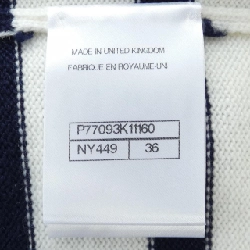 MADE IN UNITED KINGDOM
FABRIQUE EN ROYAUME-UNI
P77093K11160
NY449 36